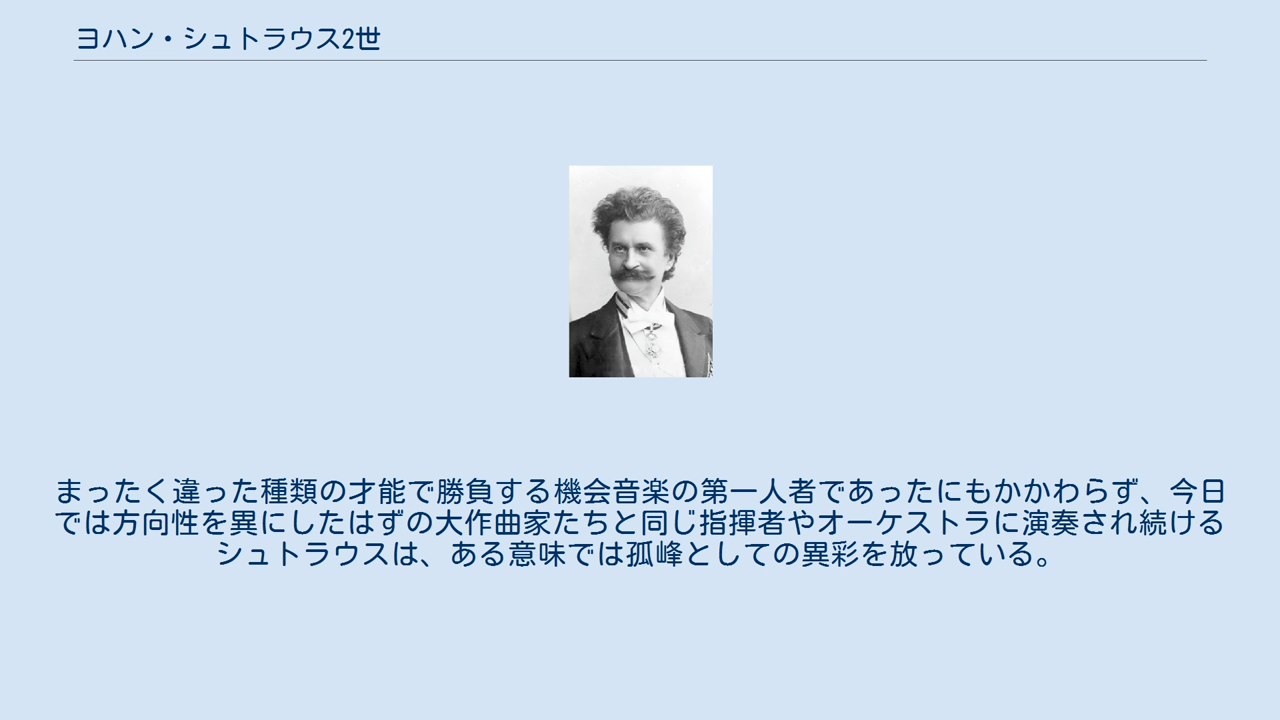 ヨハン・シュトラウス2世
まったく違った種類の才能で勝負する機会音楽の第一人者であったにもかかわらず、今日
では方向性を異にしたはずの大作曲家たちと同じ指揮者やオーケストラに演奏され続ける
シュトラウスは、ある意味では孤峰としての異彩を放っている。